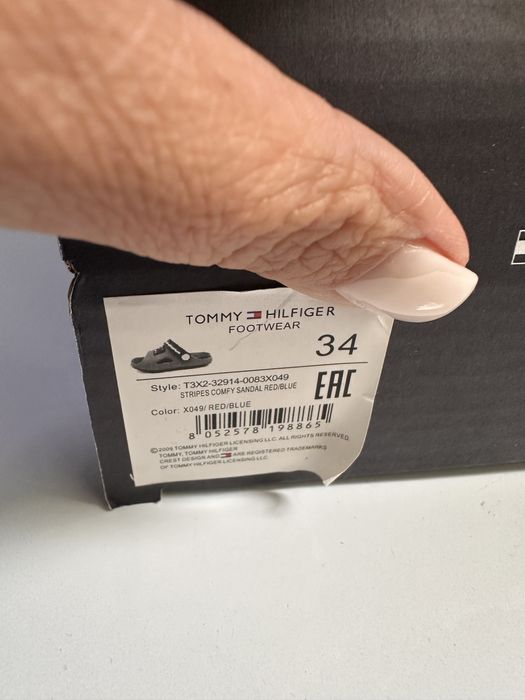 TOMMY HILFIGER
FOOTWEAR
34
Style: T3X2-32914-0083X049
STRIPES COMFY SANDAL RED/BLUE
EAC
Color: X049/ RED/BLUE
8 052578 198865
©2009 TOMMY HILFIGER LICENSING LLC. ALL RIGHTS RESERVED.
TOMMY, TOMMY HILFIGER
CREST DESIGN AND ARE REGISTERED TRADEMARKS
OF TOMMY HILFIGER LICENSING LLC.